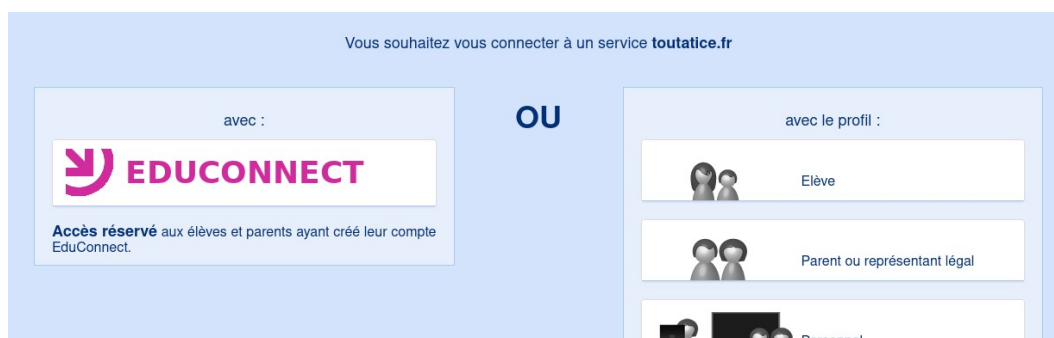 Vous souhaitez vous connecter à un service toutatice.fr
avec :
EDUCONNECT
Accès réservé aux élèves et parents ayant créé leur compte
EduConnect.
OU
avec le profil :
Elève
Parent ou représentant légal